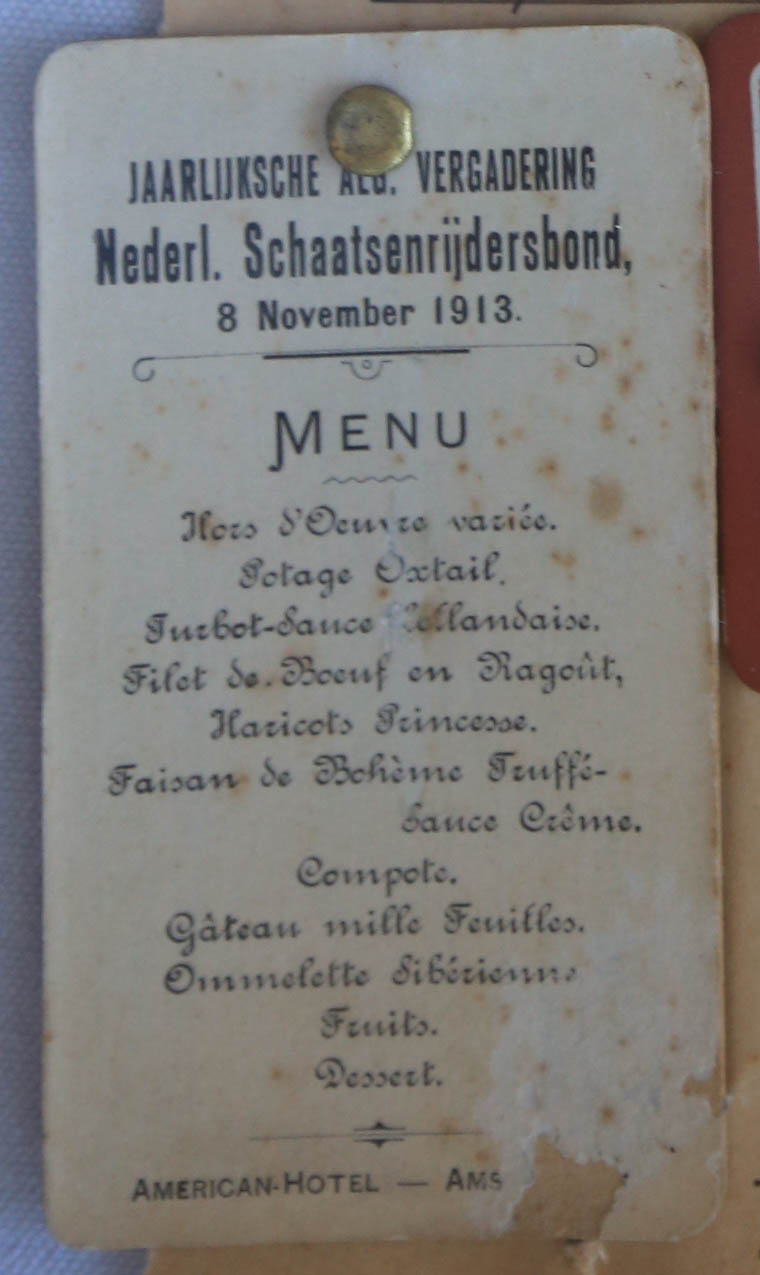 JAARLIJKSCHE ALG. VERGADERING
Nederl. Schaatsenrijdersbond,
8 November 1913.
MENU
Hors d'Oeuvre variée.
Potage Oxtail.
Turbot-Sauce Hollandaise.
Filet de Boeuf en Ragoût,
Haricots Princesse.
Faisan de Bohème Truffé-
Sauce Crême.
Compote.
Gâteau mille Feuilles.
Ommelette Sibérienne
Fruits.
Dessert.
AMERICAN-HOTEL — AMS